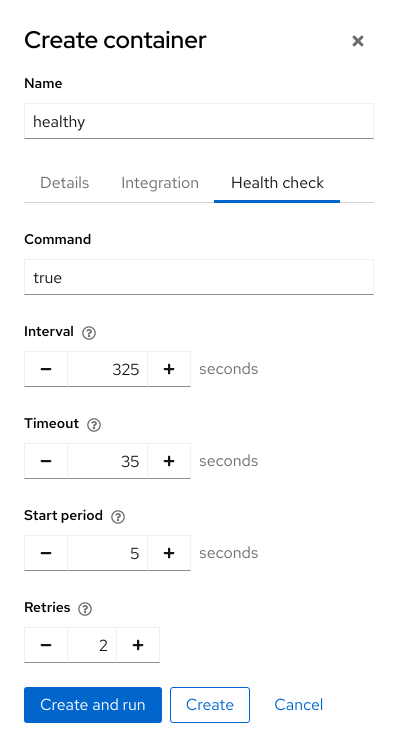 Create container
Name
healthy
Details Integration Health check
Command
true
Interval
325 seconds
Timeout
35 seconds
Start period
5 seconds
Retries
2
Create and run Create Cancel